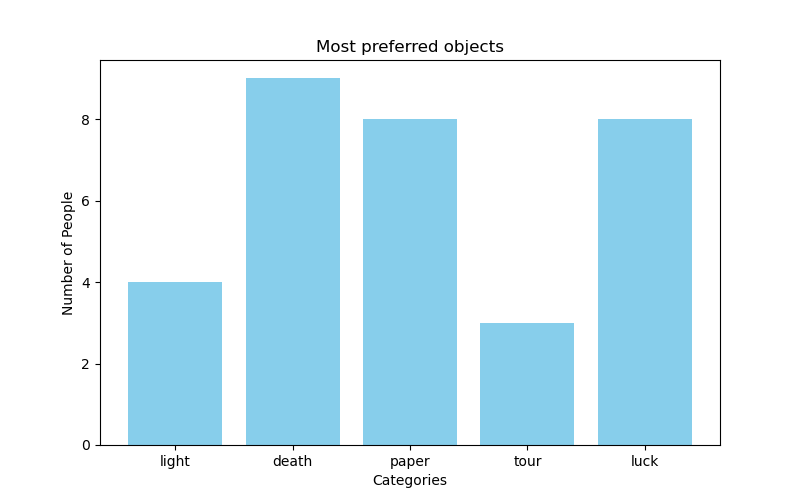 Most preferred objects
Number of People
8
6
4
2
0
light death paper tour luck
Categories